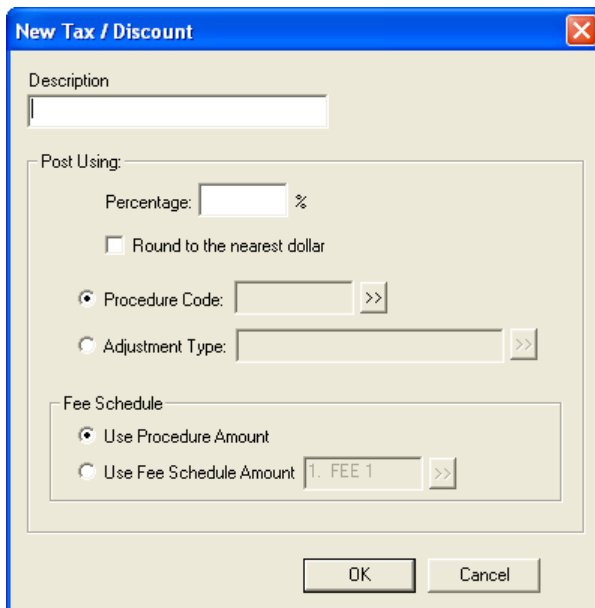 New Tax / Discount
Description
Post Using:
Percentage: %
Round to the nearest dollar
Procedure Code: >>
Adjustment Type: >>
Fee Schedule
Use Procedure Amount
Use Fee Schedule Amount 1. FEE 1 >>
OK Cancel